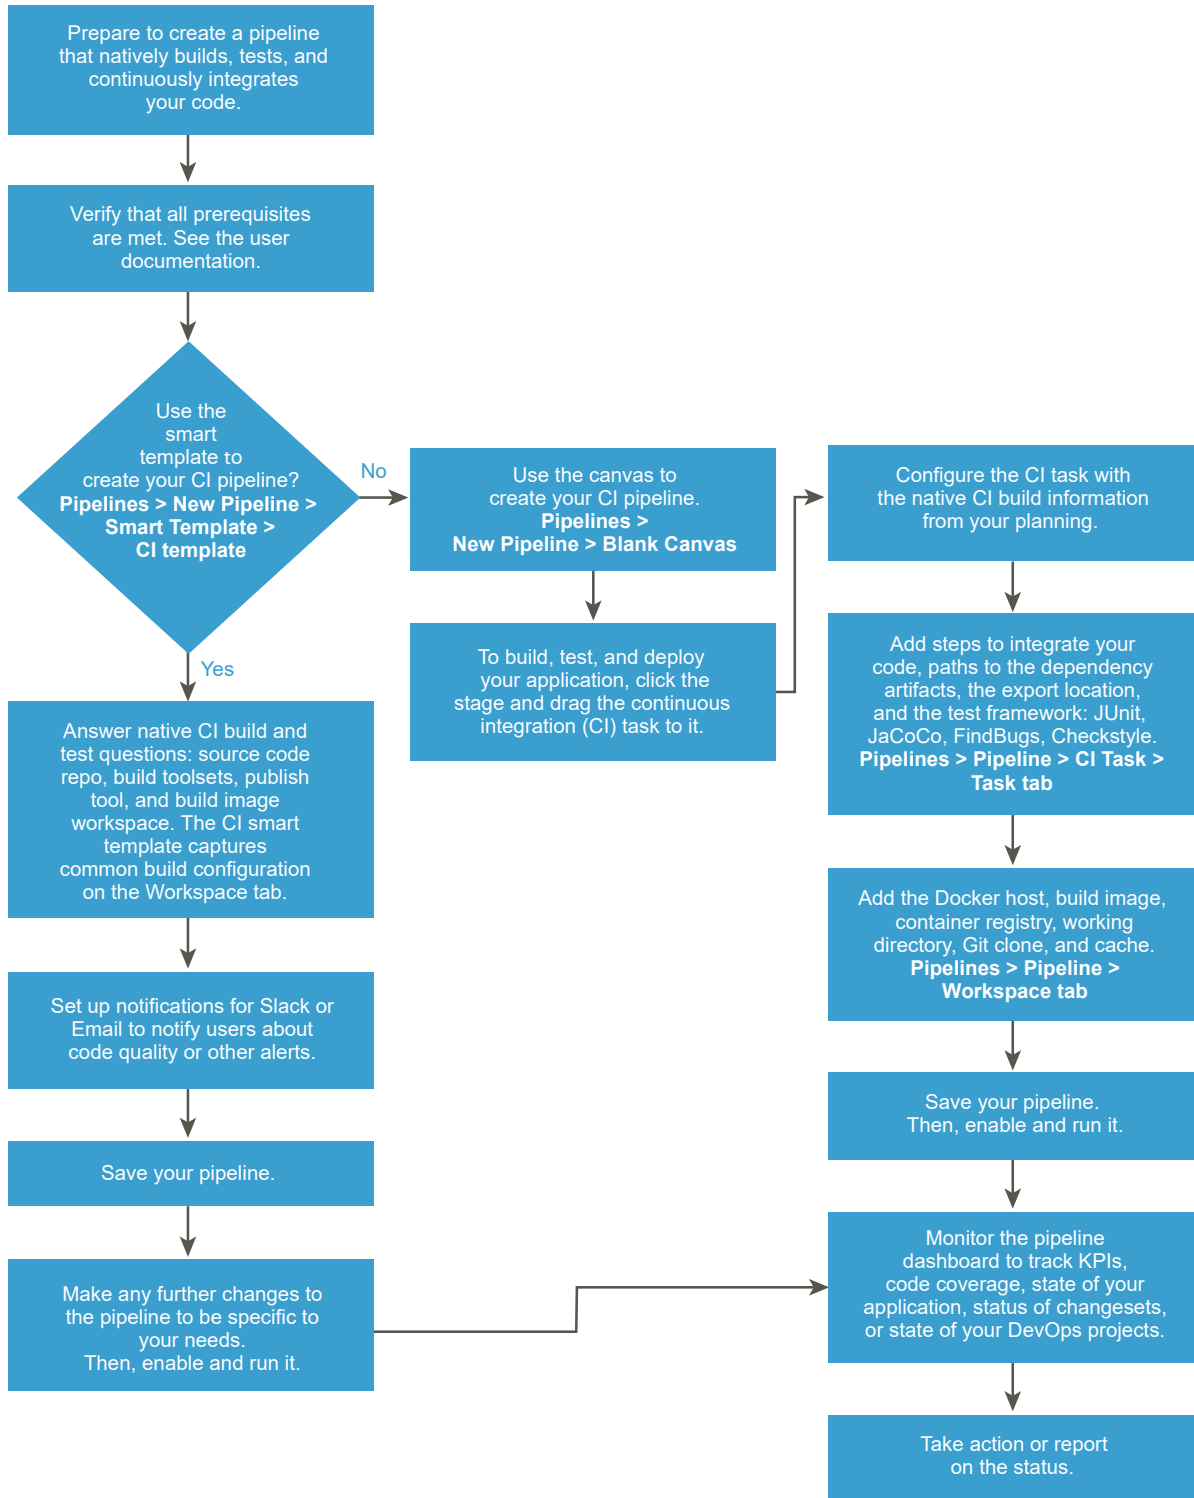 Prepare to create a pipeline
that natively builds, tests, and
continuously integrates
your code.
Verify that all prerequisites
are met. See the user
documentation.
Use the
smart
template to
create your CI pipeline?
Pipelines > New Pipeline >
Smart Template >
CI template
No
Yes
Answer native CI build and
test questions: source code
repo, build toolsets, publish
tool, and build image
workspace. The CI smart
template captures
common build configuration
on the Workspace tab.
Set up notifications for Slack or
Email to notify users about
code quality or other alerts.
Save your pipeline.
Make any further changes to
the pipeline to be specific to
your needs.
Then, enable and run it.
Use the canvas to
create your CI pipeline.
Pipelines >
New Pipeline > Blank Canvas
To build, test, and deploy
your application, click the
stage and drag the continuous
integration (CI) task to it.
Configure the CI task with
the native CI build information
from your planning.
Add steps to integrate your
code, paths to the dependency
artifacts, the export location,
and the test framework: JUnit,
JaCoCo, FindBugs, Checkstyle.
Pipelines > Pipeline > CI Task >
Task tab
Add the Docker host, build image,
container registry, working
directory, Git clone, and cache.
Pipelines > Pipeline >
Workspace tab
Save your pipeline.
Then, enable and run it.
Monitor the pipeline
dashboard to track KPIs,
code coverage, state of your
application, status of changesets,
or state of your DevOps projects.
Take action or report
on the status.